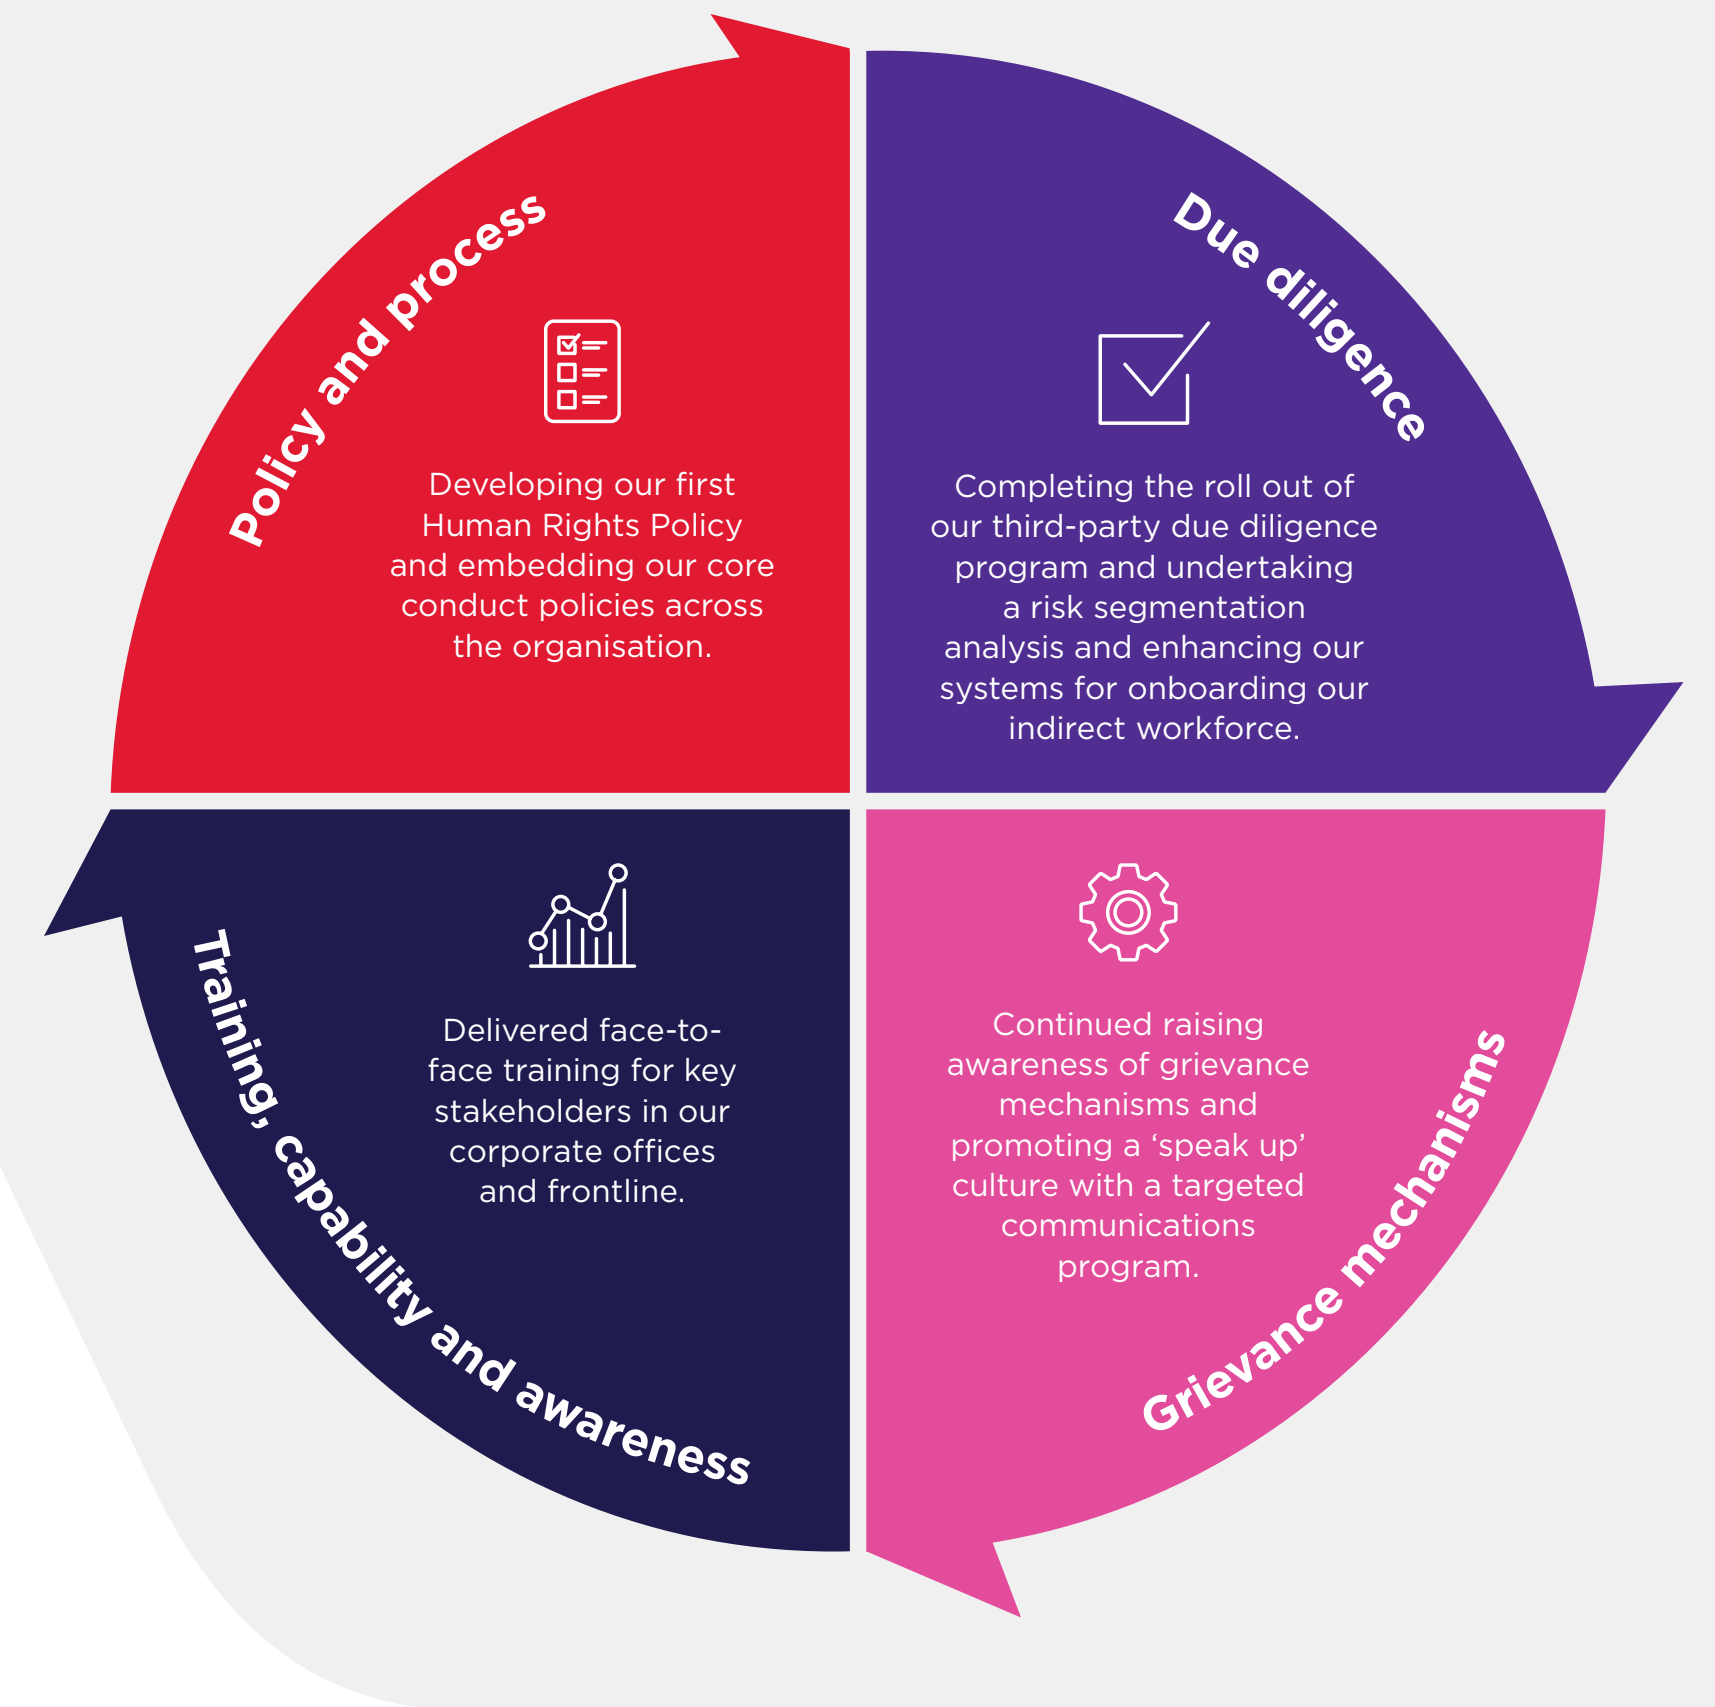 Policy and process
Developing our first
Human Rights Policy
and embedding our core
conduct policies across
the organisation.
Due diligence
Completing the roll out of
our third-party due diligence
program and undertaking
a risk segmentation
analysis and enhancing our
systems for onboarding our
indirect workforce.
Training, capability and awareness
Delivered face-to-
face training for key
stakeholders in our
corporate offices
and frontline.
Grievance mechanisms
Continued raising
awareness of grievance
mechanisms and
promoting a ‘speak up’
culture with a targeted
communications
program.